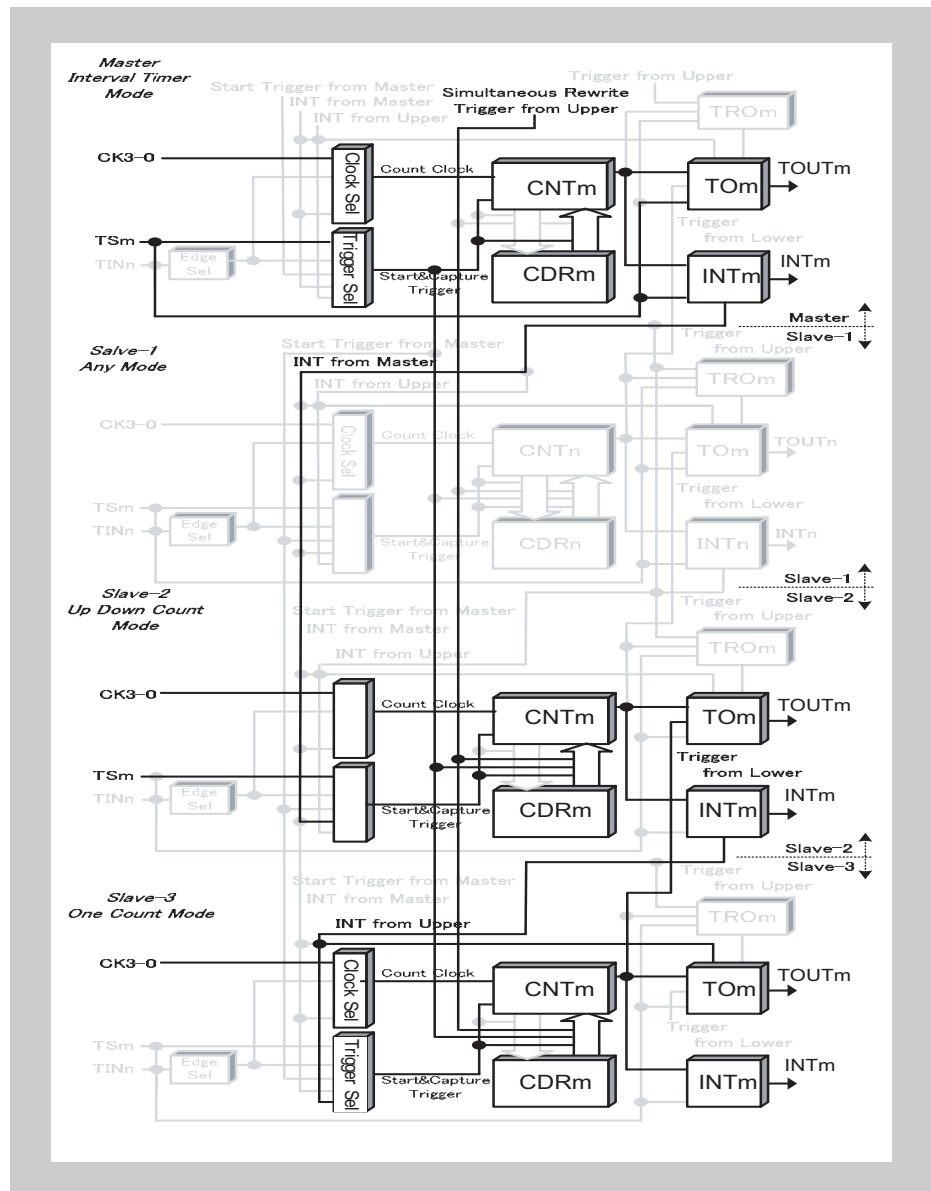 Master
Interval Timer
Mode
Start Trigger from Master
INT from Master
INT from Upper
Simultaneous Rewrite
Trigger from Upper
Trigger from Upper
TROm
CK3-0
Clock Sel
Count Clock
CNTm
TOm
TOUTm
TSm
TINn
Edge
Sel
Trigger Sel
Start&Capture
Trigger
CDRm
Trigger
from Lower
INTm
INTm
Master
Slave-1
Salve-1
Any Mode
Start Trigger from Master
INT from Master
INT from Upper
Trigger
from Upper
TROm
CK3-0
Clock Sel
Count Clock
CNTn
TOm
TOUTn
TSm
TINn
Edge
Sel
Start&Capture
Trigger
CDRn
Trigger
from Lower
INTn
INTn
Slave-1
Slave-2
Slave-2
Up Down Count
Mode
Start Trigger from Master
INT from Master
INT from Upper
Trigger
from Upper
TROm
CK3-0
Count Clock
CNTm
TOm
TOUTm
TSm
TINn
Edge
Sel
Start&Capture
Trigger
CDRm
Trigger
from Lower
INTm
INTm
Slave-2
Slave-3
Slave-3
One Count Mode
Start Trigger from Master
INT from Master
INT from Upper
Trigger
from Upper
TROm
CK3-0
Clock Sel
Count Clock
CNTm
TOm
TOUTm
TSm
TINn
Edge
Sel
Trigger Sel
Start&Capture
Trigger
CDRm
Trigger
from Lower
INTm
INTm